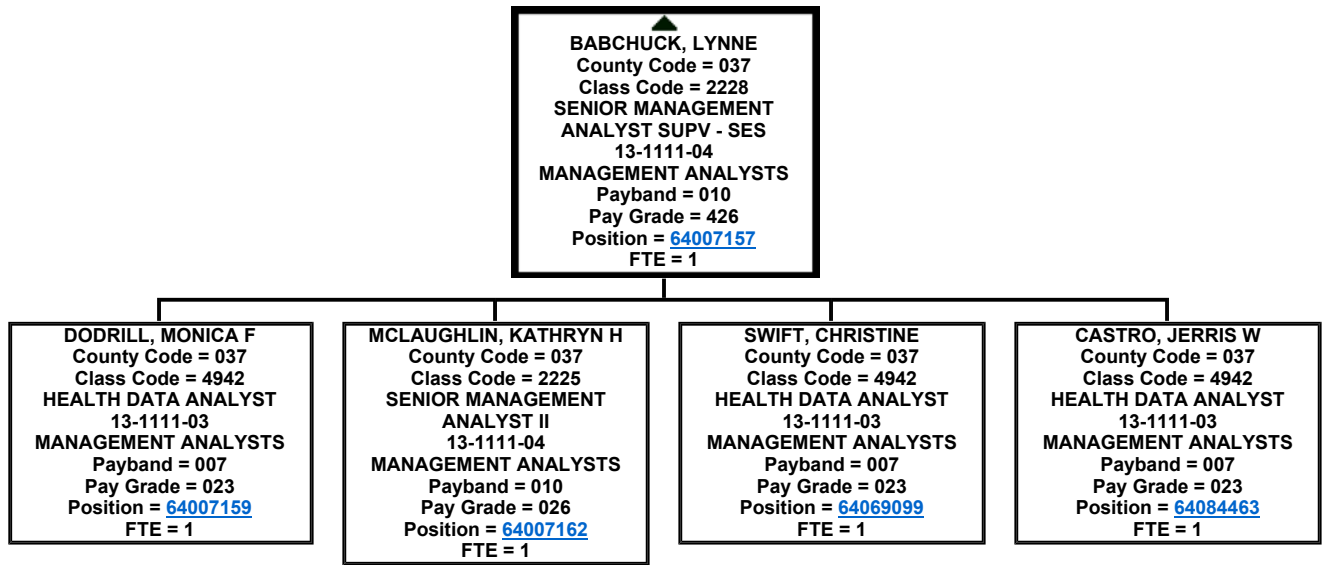 BABCHUCK, LYNNE
County Code = 037
Class Code = 2228
SENIOR MANAGEMENT
ANALYST SUPV - SES
13-1111-04
MANAGEMENT ANALYSTS
Payband = 010
Pay Grade = 426
Position = 64007157
FTE = 1
DODRILL, MONICA F
County Code = 037
Class Code = 4942
HEALTH DATA ANALYST
13-1111-03
MANAGEMENT ANALYSTS
Payband = 007
Pay Grade = 023
Position = 64007159
FTE = 1
MCLAUGHLIN, KATHRYN H
County Code = 037
Class Code = 2225
SENIOR MANAGEMENT
ANALYST II
13-1111-04
MANAGEMENT ANALYSTS
Payband = 010
Pay Grade = 026
Position = 64007162
FTE = 1
SWIFT, CHRISTINE
County Code = 037
Class Code = 4942
HEALTH DATA ANALYST
13-1111-03
MANAGEMENT ANALYSTS
Payband = 007
Pay Grade = 023
Position = 64069099
FTE = 1
CASTRO, JERRIS W
County Code = 037
Class Code = 4942
HEALTH DATA ANALYST
13-1111-03
MANAGEMENT ANALYSTS
Payband = 007
Pay Grade = 023
Position = 64084463
FTE = 1